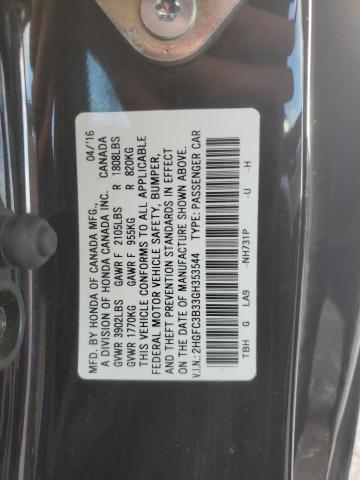 MFD. BY HONDA OF CANADA MFG., 04/'16
A DIVISION OF HONDA CANADA INC. CANADA
GVWR 3902LBS GAWR F 2105LBS R 1808LBS
GVWR 1770KG GAWR F 955KG R 820KG
THIS VEHICLE CONFORMS TO ALL APPLICABLE
FEDERAL MOTOR VEHICLE SAFETY, BUMPER,
AND THEFT PREVENTION STANDARDS IN EFFECT
ON THE DATE OF MANUFACTURE SHOWN ABOVE.
V.I.N.: 2HGFC3B33GH353544 TYPE: PASSENGER CAR
TBH G LA9 -NH731P -U -H